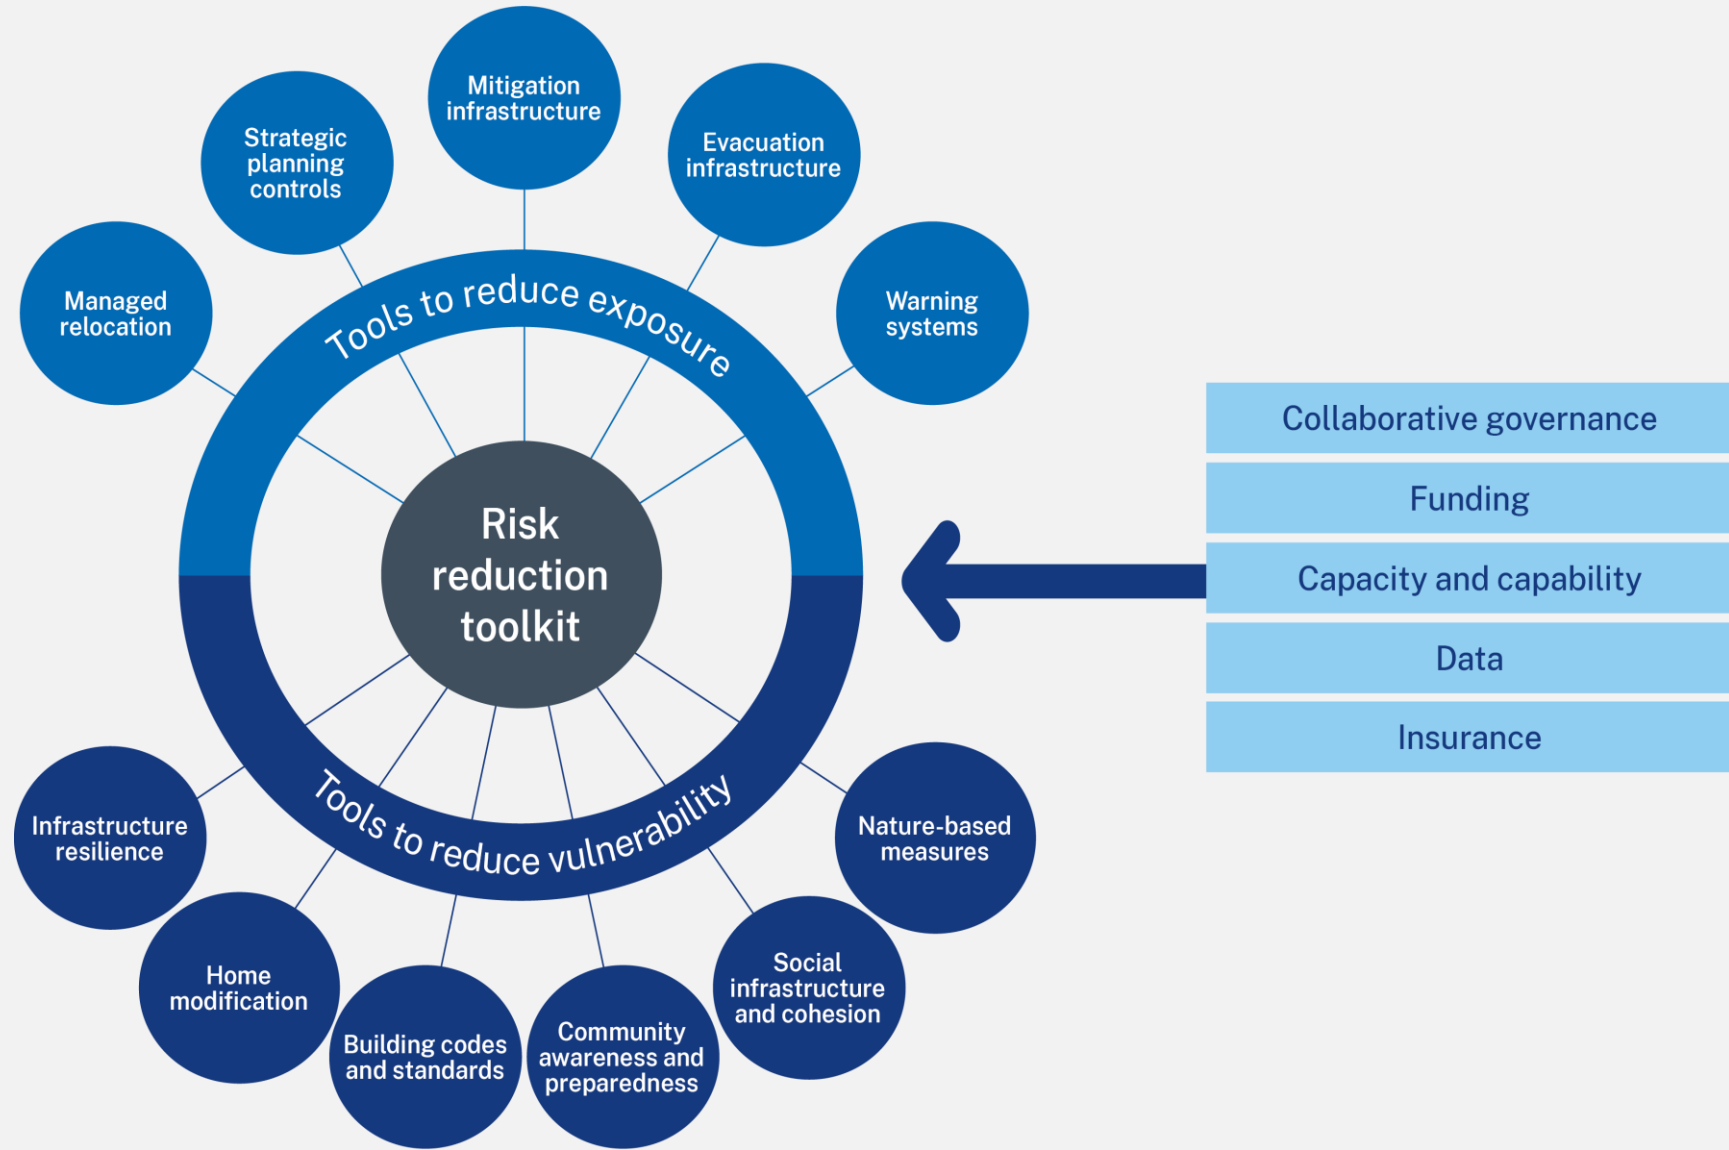 Mitigation
infrastructure
Strategic
planning
controls
Evacuation
infrastructure
Managed
relocation
Warning
systems
Tools to reduce exposure
Risk
reduction
toolkit
Tools to reduce vulnerability
Infrastructure
resilience
Home
modification
Building codes
and standards
Community
awareness and
preparedness
Social
infrastructure
and cohesion
Nature-based
measures
Collaborative governance
Funding
Capacity and capability
Data
Insurance